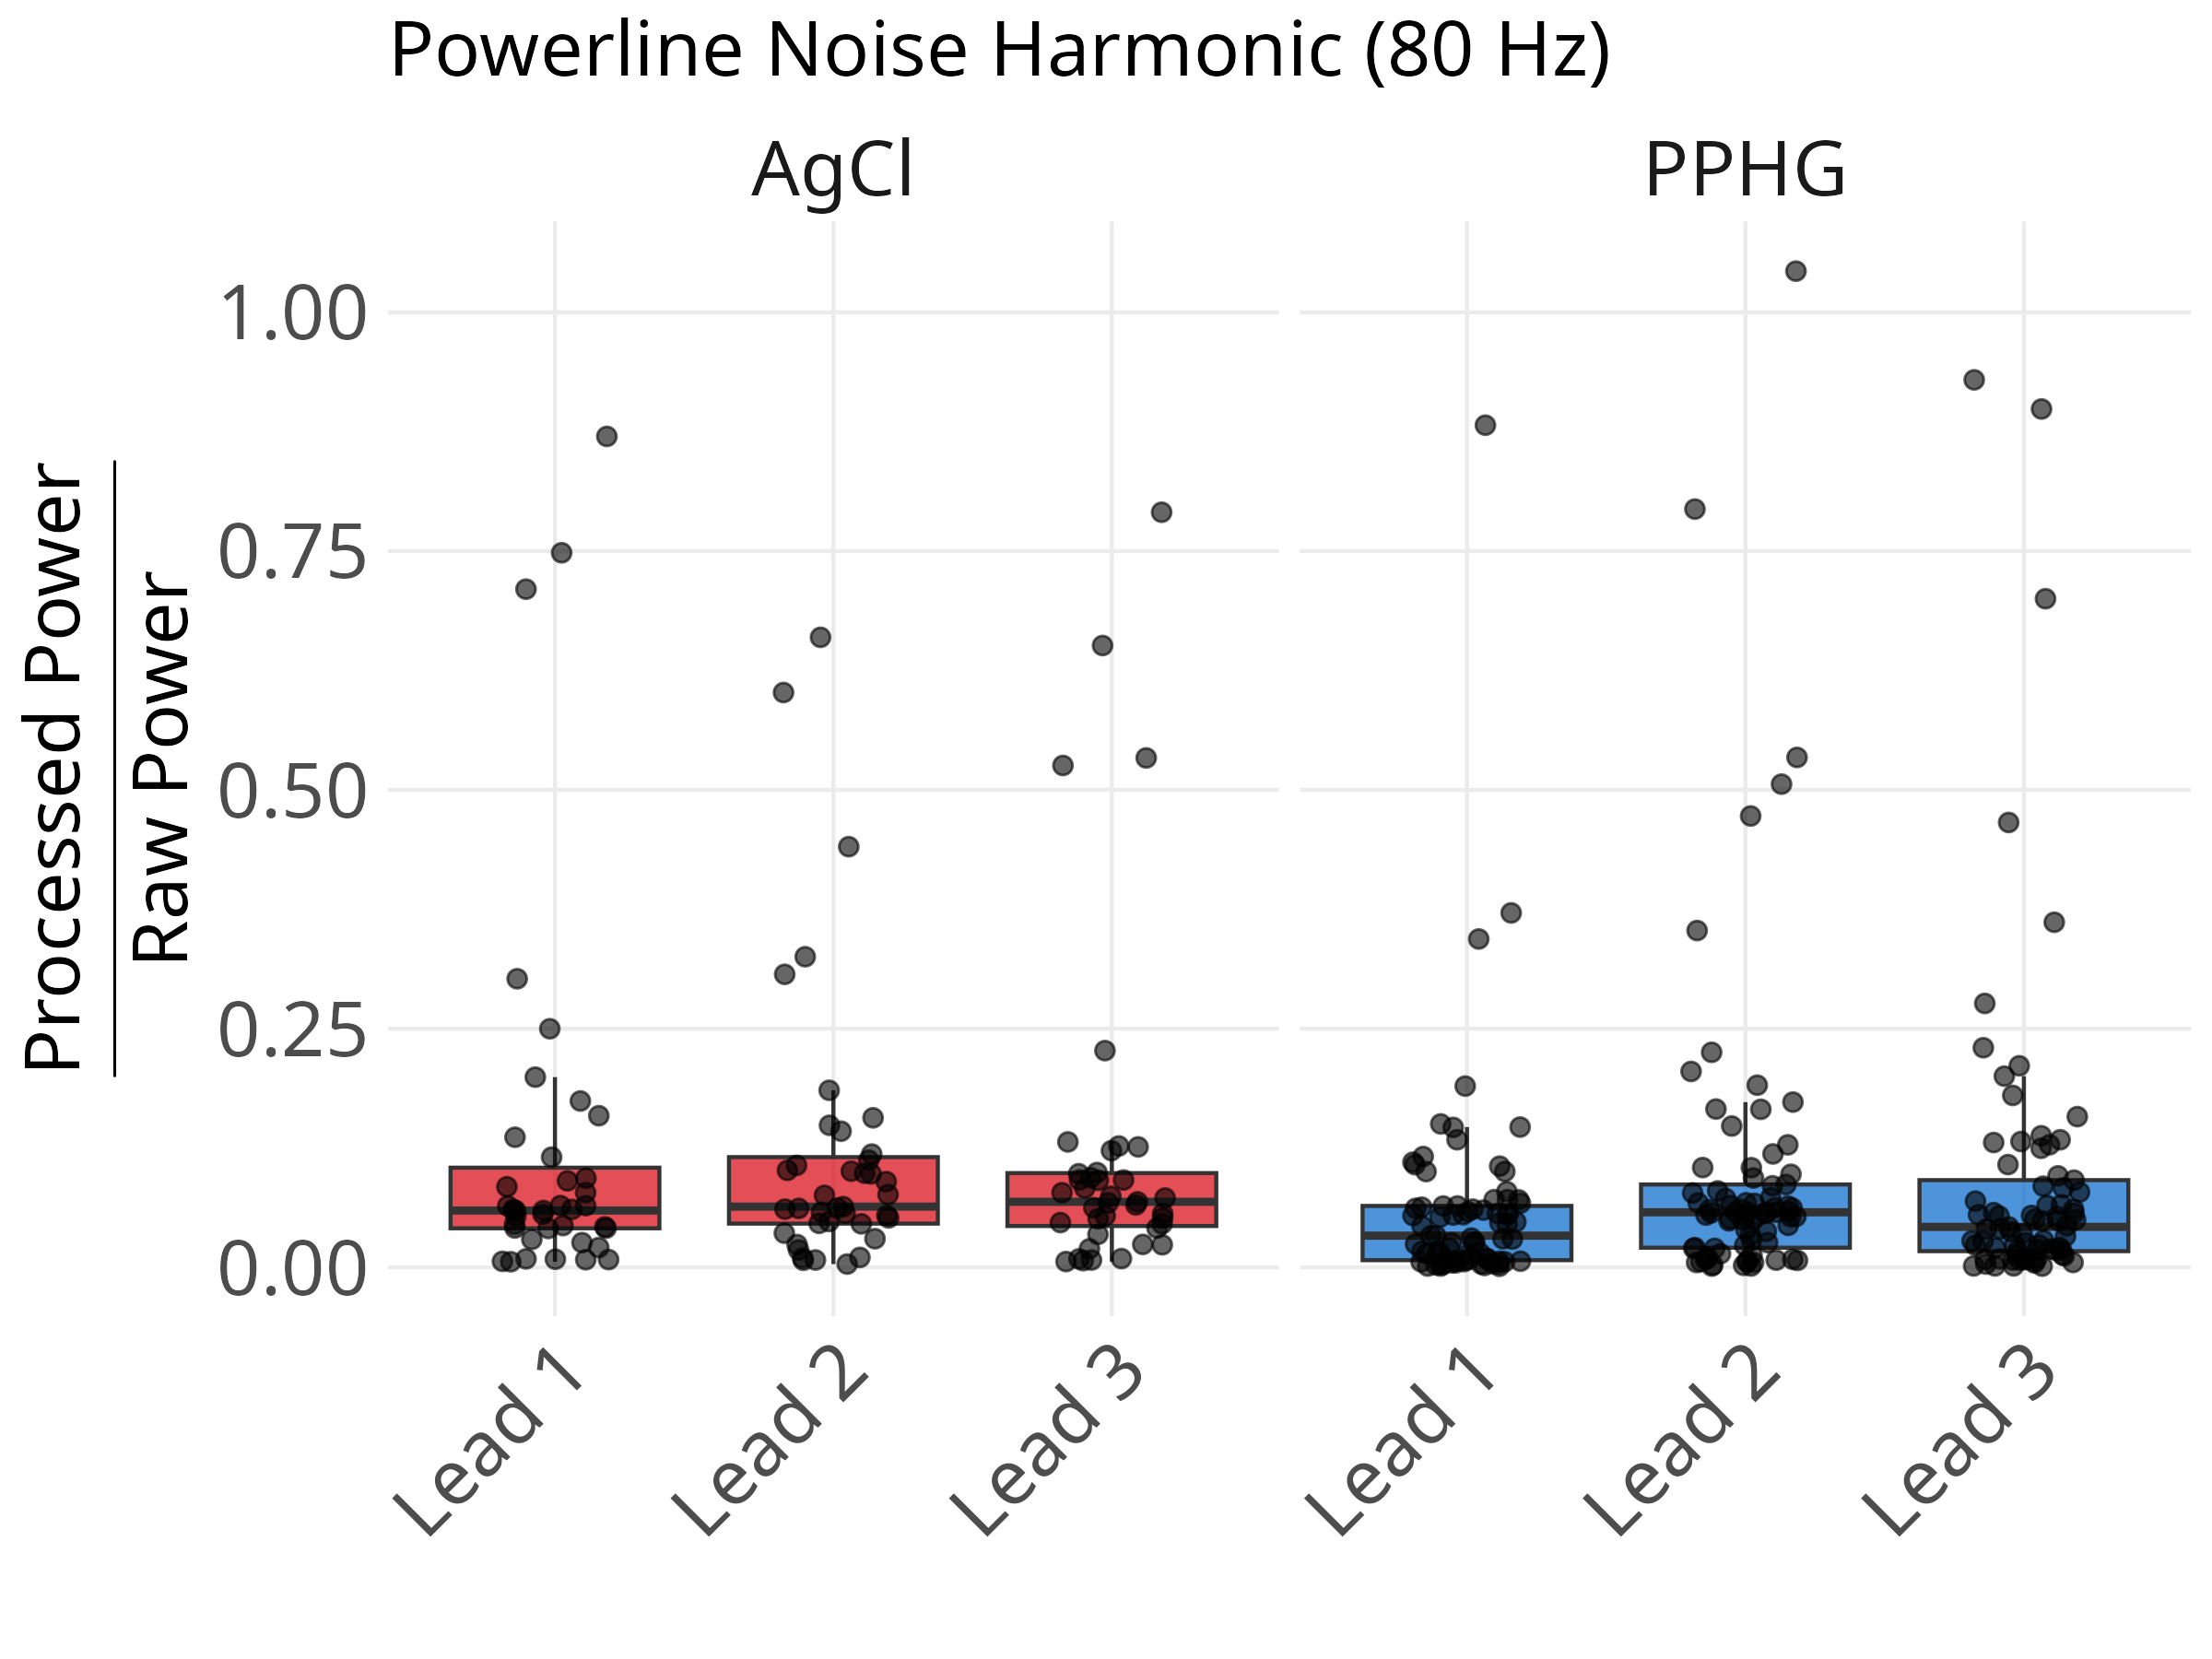 Powerline Noise Harmonic (80 Hz)
AgCl
PPHG
Processed Power
Raw Power
1.00
0.75
0.50
0.25
0.00
Lead 1
Lead 2
Lead 3
Lead 1
Lead 2
Lead 3